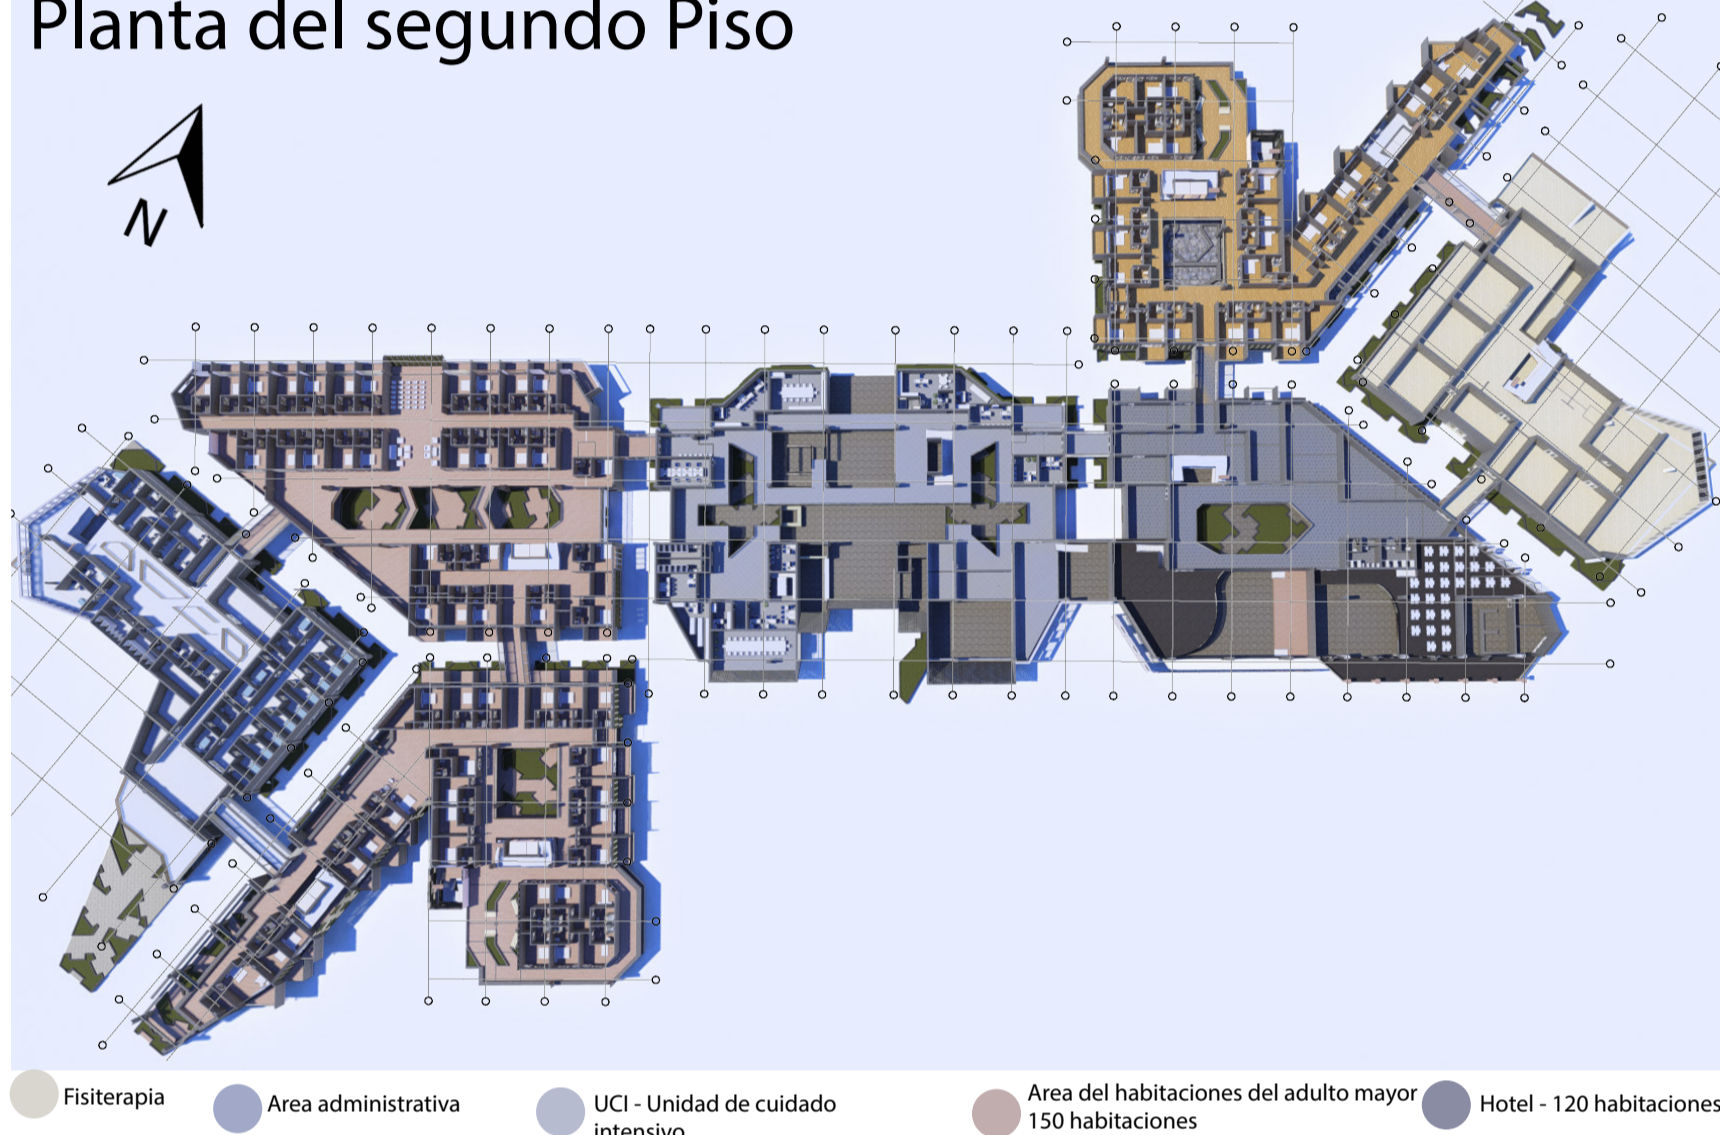 Planta del segundo Piso
N
Fisiterapia
Area administrativa
UCI - Unidad de cuidado
intensivo
Area del habitaciones del adulto mayor
150 habitaciones
Hotel - 120 habitaciones